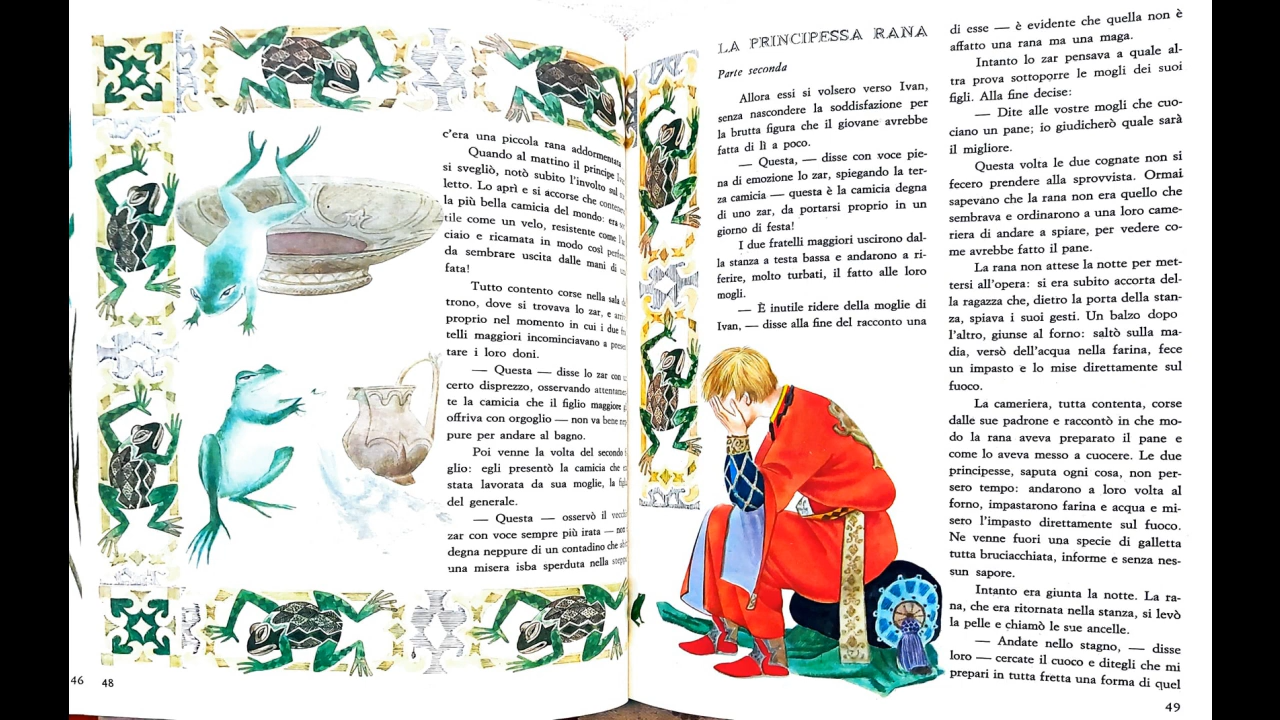 c'era una piccola rana addormentata
Quando al mattino il principe
si svegliò, notò subito l'involto sul
letto. Lo aprì e si accorse che
la più bella camicia del mondo: era
tile come un velo, resistente come
ciaio e ricamata in modo così
da sembrare uscita dalle mani di
fata!
Tutto contento corse nella sala
trono, dove si trovava lo zar, e
proprio nel momento in cui i due
telli maggiori incominciavano a
tare i loro doni.
— Questa — disse lo zar con
certo disprezzo, osservando
te la camicia che il figlio maggiore
offriva con orgoglio — non va bene
pure per andare al bagno.
Poi venne la volta del secondo
glio: egli presentò la camicia che
stata lavorata da sua moglie, la
del generale.
— Questa — osservò il
zar con voce sempre più irata —
degna neppure di un contadino che
una misera isba sperduta nella
46 48
LA PRINCIPESSA RANA
Parte seconda
Allora essi si volsero verso Ivan,
senza nascondere la soddisfazione per
la brutta figura che il giovane avrebbe
fatta di lì a poco.
— Questa, — disse con voce pie-
na di emozione lo zar, spiegando la ter-
za camicia — questa è la camicia degna
di uno zar, da portarsi proprio in un
giorno di festa!
I due fratelli maggiori uscirono dal-
la stanza a testa bassa e andarono a ri-
ferire, molto turbati, il fatto alle loro
mogli.
— È inutile ridere della moglie di
Ivan, — disse alla fine del racconto una
di esse — è evidente che quella non è
affatto una rana ma una maga.
Intanto lo zar pensava a quale al-
tra prova sottoporre le mogli dei suoi
figli. Alla fine decise:
— Dite alle vostre mogli che cuo-
ciano un pane; io giudicherò quale sarà
il migliore.
Questa volta le due cognate non si
fecero prendere alla sprovvista. Ormai
sapevano che la rana non era quello che
sembrava e ordinarono a una loro came-
riera di andare a spiare, per vedere co-
me avrebbe fatto il pane.
La rana non attese la notte per met-
tersi all'opera: si era subito accorta del-
la ragazza che, dietro la porta della stan-
za, spiava i suoi gesti. Un balzo dopo
l'altro, giunse al forno: saltò sulla ma-
dia, versò dell'acqua nella farina, fece
un impasto e lo mise direttamente sul
fuoco.
La cameriera, tutta contenta, corse
dalle sue padrone e raccontò in che mo-
do la rana aveva preparato il pane e
come lo aveva messo a cuocere. Le due
principesse, saputa ogni cosa, non per-
sero tempo: andarono a loro volta al
forno, impastarono farina e acqua e mi-
sero l'impasto direttamente sul fuoco.
Ne venne fuori una specie di galletta
tutta bruciacchiata, informe e senza nes-
sun sapore.
Intanto era giunta la notte. La ra-
na, che era ritornata nella stanza, si levò
la pelle e chiamò le sue ancelle.
— Andate nello stagno, — disse
loro — cercate il cuoco e ditegli che mi
prepari in tutta fretta una forma di quel
49